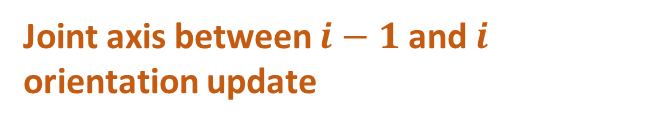 Joint axis between i − 1 and i
orientation update